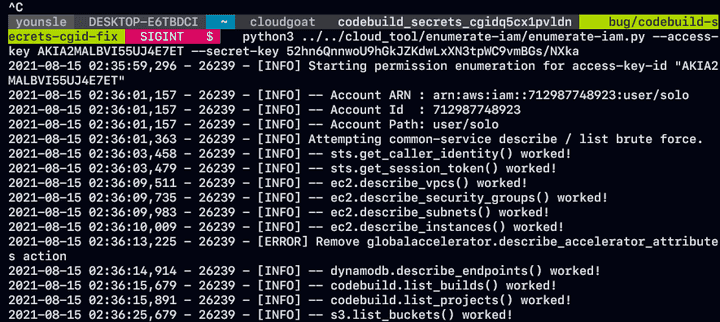 ^C
younsle DESKTOP-E6TBDCI ~ cloudgoat codebuild_secrets_cgidq5cx1pvldn bug/codebuild-s
ecrets-cgid-fix SIGINT $ python3 ../../cloud_tool/enumerate-iam/enumerate-iam.py --access-
key AKIA2MALBVI55UJ4E7ET --secret-key 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
2021-08-15 02:35:59,296 - 26239 - [INFO] Starting permission enumeration for access-key-id "AKIA2
MALBVI55UJ4E7ET"
2021-08-15 02:36:01,157 - 26239 - [INFO] -- Account ARN : arn:aws:iam::712987748923:user/solo
2021-08-15 02:36:01,157 - 26239 - [INFO] -- Account Id  : 712987748923
2021-08-15 02:36:01,157 - 26239 - [INFO] -- Account Path: user/solo
2021-08-15 02:36:01,363 - 26239 - [INFO] Attempting common-service describe / list brute force.
2021-08-15 02:36:03,458 - 26239 - [INFO] -- sts.get_caller_identity() worked!
2021-08-15 02:36:03,479 - 26239 - [INFO] -- sts.get_session_token() worked!
2021-08-15 02:36:09,511 - 26239 - [INFO] -- ec2.describe_vpcs() worked!
2021-08-15 02:36:09,735 - 26239 - [INFO] -- ec2.describe_security_groups() worked!
2021-08-15 02:36:09,983 - 26239 - [INFO] -- ec2.describe_subnets() worked!
2021-08-15 02:36:10,009 - 26239 - [INFO] -- ec2.describe_instances() worked!
2021-08-15 02:36:13,225 - 26239 - [ERROR] Remove globalaccelerator.describe_accelerator_attribute
s action
2021-08-15 02:36:14,914 - 26239 - [INFO] -- dynamodb.describe_endpoints() worked!
2021-08-15 02:36:15,679 - 26239 - [INFO] -- codebuild.list_builds() worked!
2021-08-15 02:36:15,891 - 26239 - [INFO] -- codebuild.list_projects() worked!
2021-08-15 02:36:25,679 - 26239 - [INFO] -- s3.list_buckets() worked!